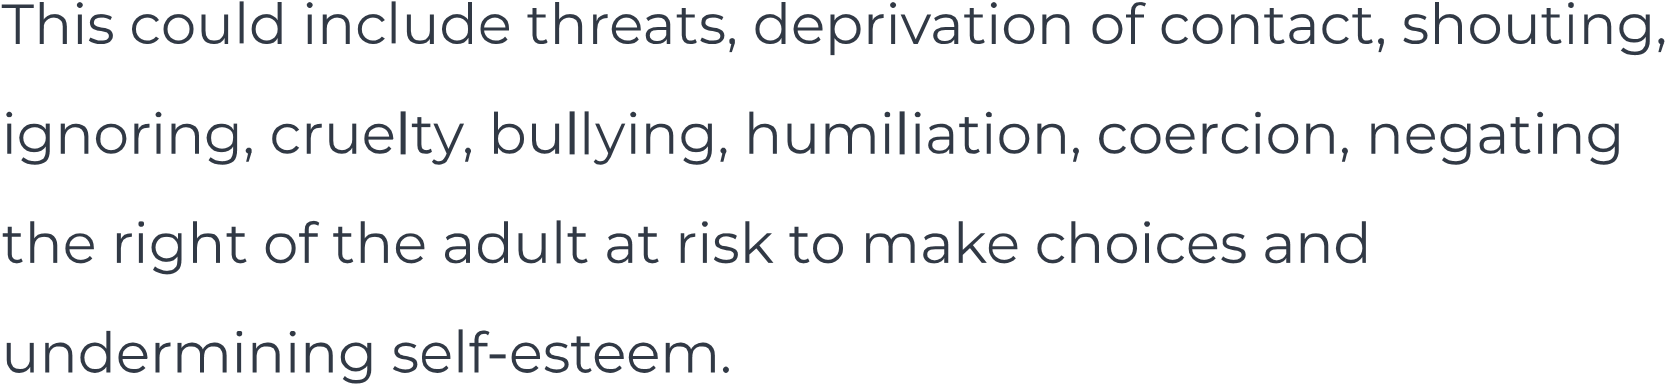 This could include threats, deprivation of contact, shouting,
ignoring, cruelty, bullying, humiliation, coercion, negating
the right of the adult at risk to make choices and
undermining self-esteem.